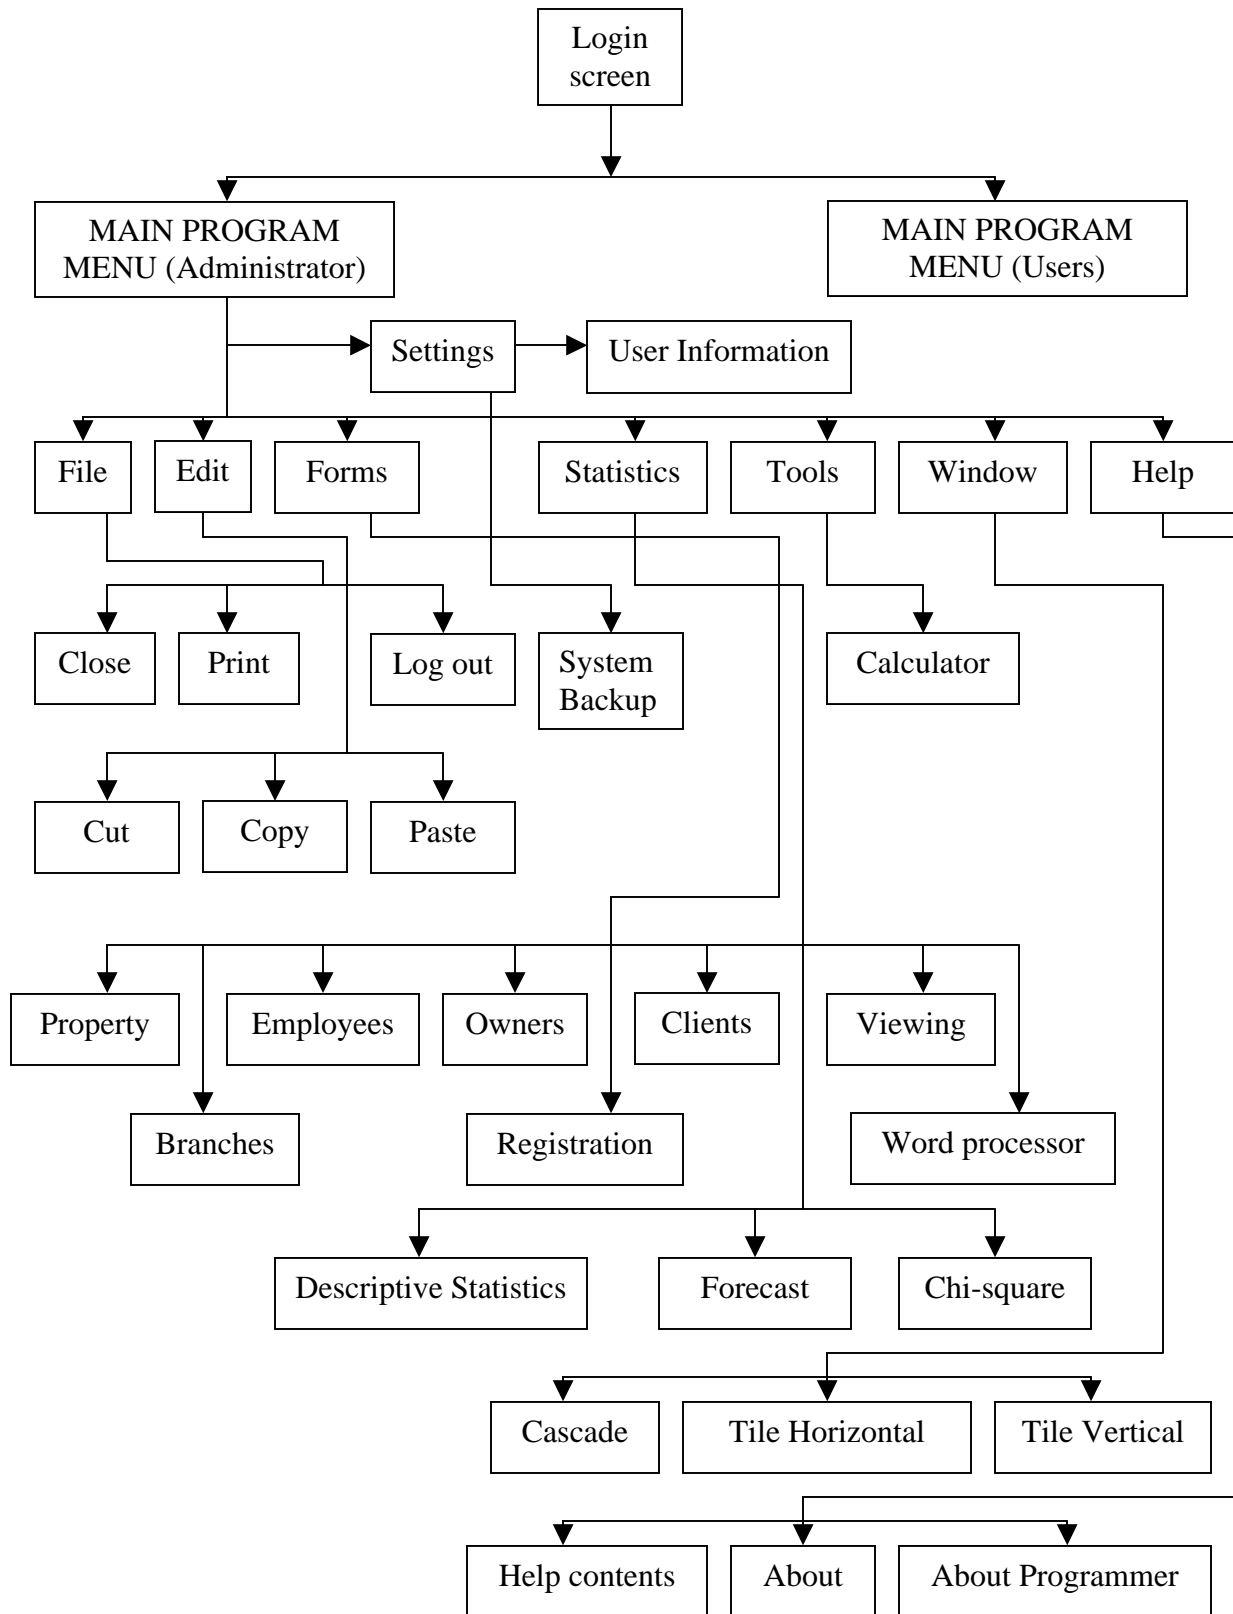 Login
screen
MAIN PROGRAM
MENU (Administrator)
MAIN PROGRAM
MENU (Users)
Settings
User Information
File
Edit
Forms
Statistics
Tools
Window
Help
Close
Print
Log out
System
Backup
Calculator
Cut
Copy
Paste
Property
Employees
Owners
Clients
Viewing
Branches
Registration
Word processor
Descriptive Statistics
Forecast
Chi-square
Cascade
Tile Horizontal
Tile Vertical
Help contents
About
About Programmer